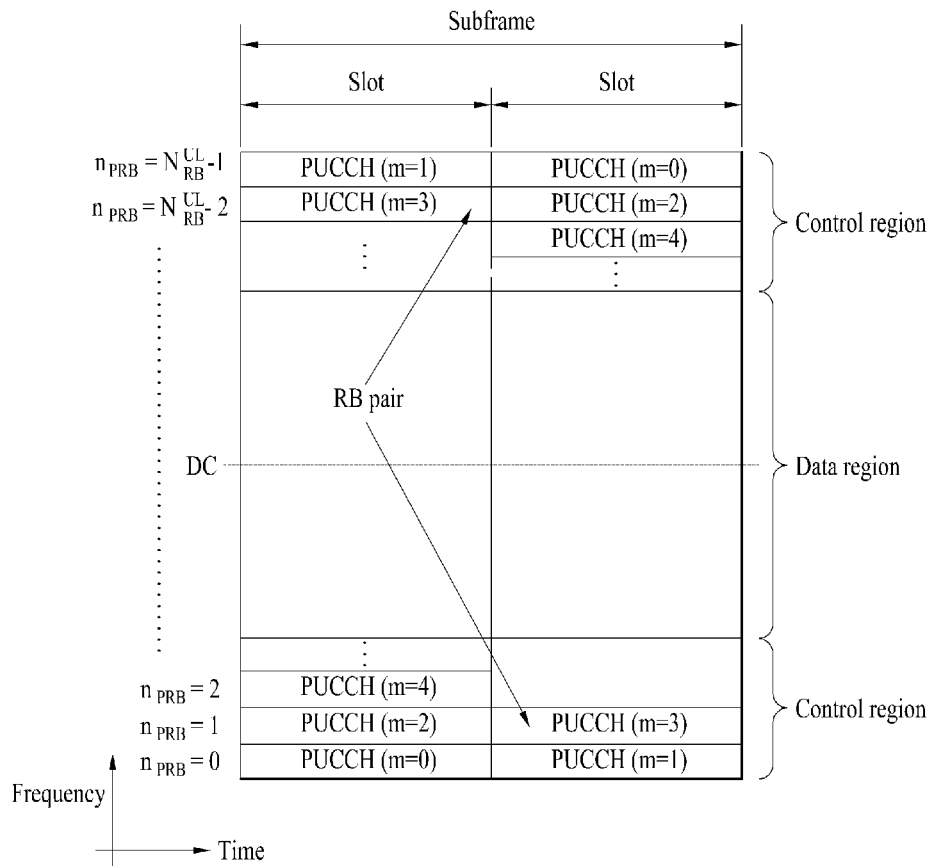 Subframe
Slot Slot
n PRB = N UL RB -1 PUCCH (m=1) PUCCH (m=0)
n PRB = N UL RB - 2 PUCCH (m=3) PUCCH (m=2)
PUCCH (m=4)
Control region
RB pair
DC
Data region
n PRB = 2 PUCCH (m=4)
n PRB = 1 PUCCH (m=2) PUCCH (m=3)
Control region
n PRB = 0 PUCCH (m=0) PUCCH (m=1)
Frequency
Time